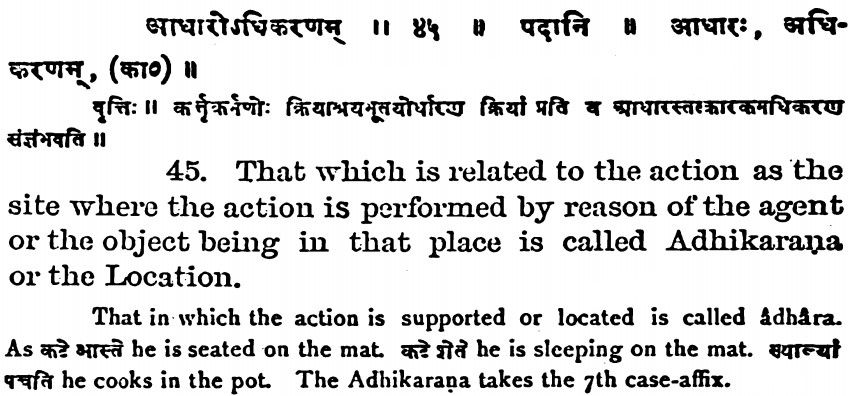 आधारोऽधिकरणम् ।। ४५ ॥ पदानि ॥ आधारः, अधि-
करणम्, (का०) ॥
वृत्तिः ॥ कर्तृकर्मणोः क्रियाश्रयभूतयोर्धारण क्रियां प्रति य आधारस्तत्कारकमधिकरण
संज्ञंभवति ॥
45. That which is related to the action as the
site where the action is performed by reason of the agent
or the object being in that place is called Adhikaraṇa
or the Location.
That in which the action is supported or located is called âdhâra.
As कटे आस्ते he is seated on the mat. कटे शेते he is sleeping on the mat. स्थाल्यां
पचति he cooks in the pot. The Adhikaraṇa takes the 7th case-affix.